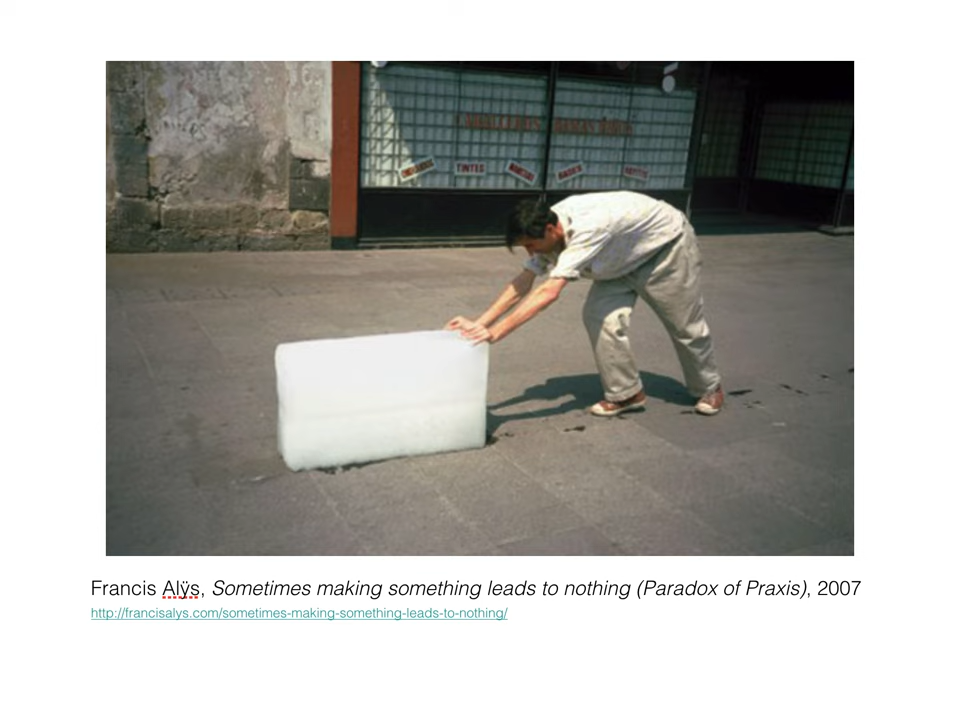 TINTES
Francis Alÿs, Sometimes making something leads to nothing (Paradox of Praxis), 2007
http://francisalys.com/sometimes-making-something-leads-to-nothing/